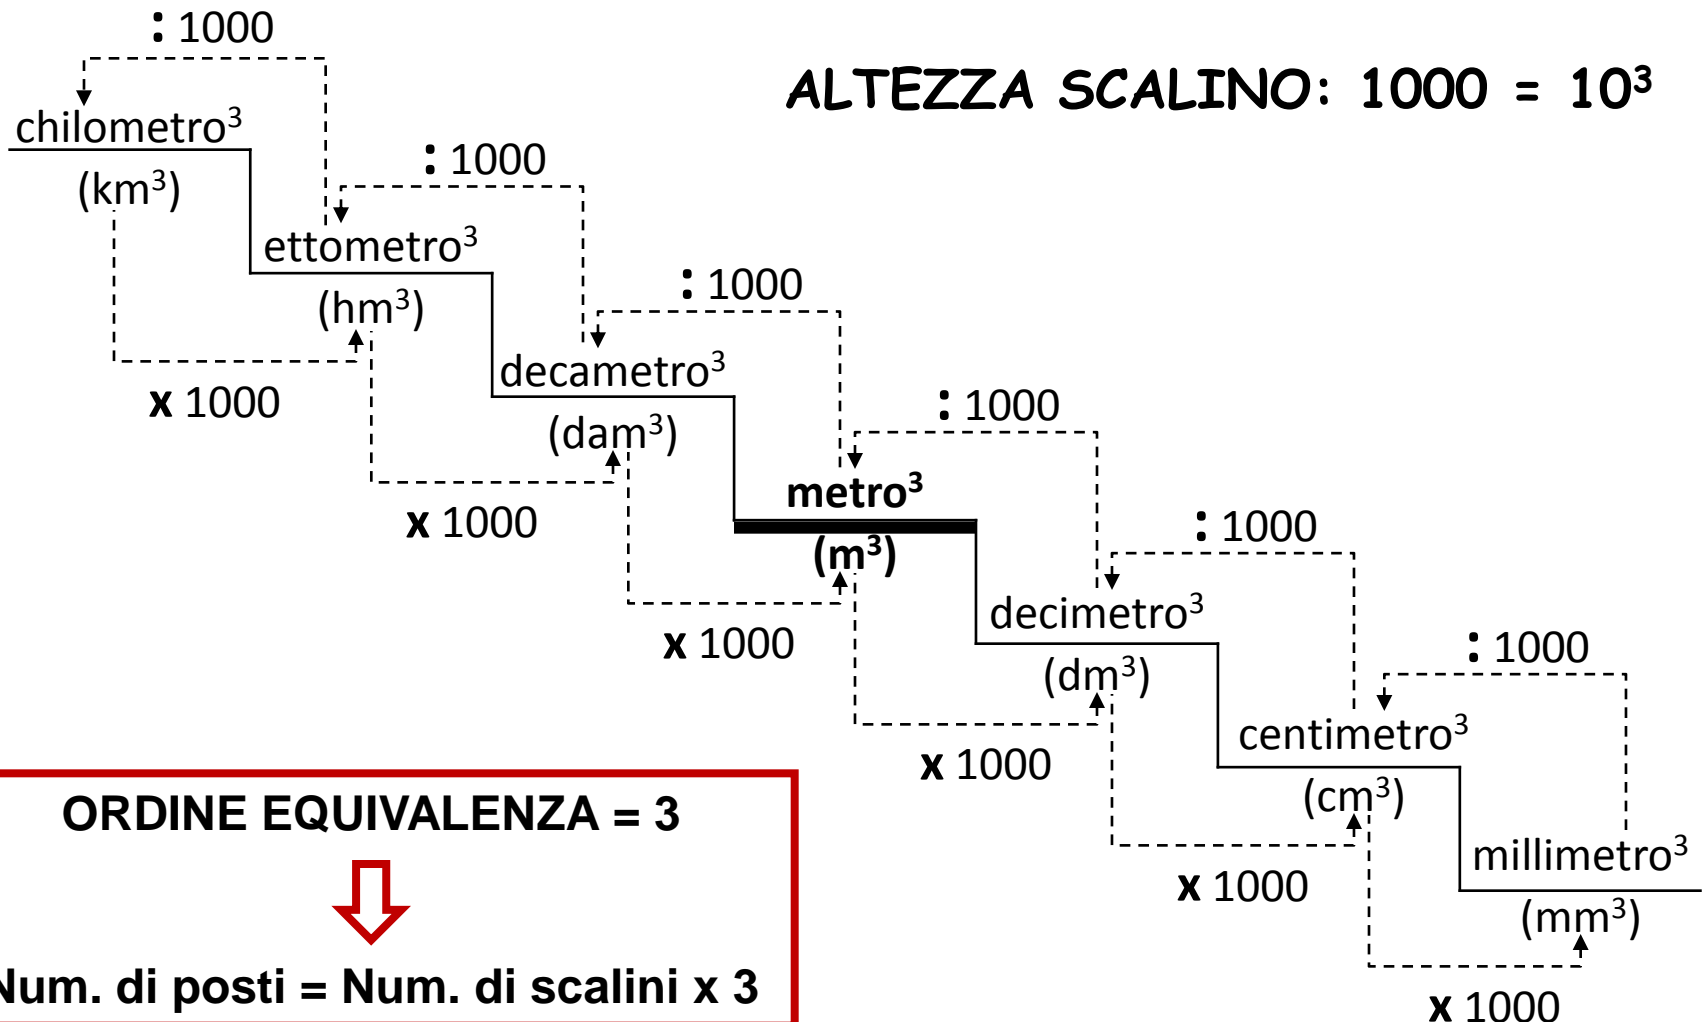 : 1000
ALTEZZA SCALINO: 1000 = 10³
chilometro³
(km³)
: 1000
ettometro³
(hm³)
x 1000
: 1000
decametro³
(dam³)
x 1000
: 1000
metro³
(m³)
x 1000
: 1000
decimetro³
(dm³)
x 1000
: 1000
centimetro³
(cm³)
x 1000
millimetro³
(mm³)
x 1000
ORDINE EQUIVALENZA = 3
Num. di posti = Num. di scalini x 3